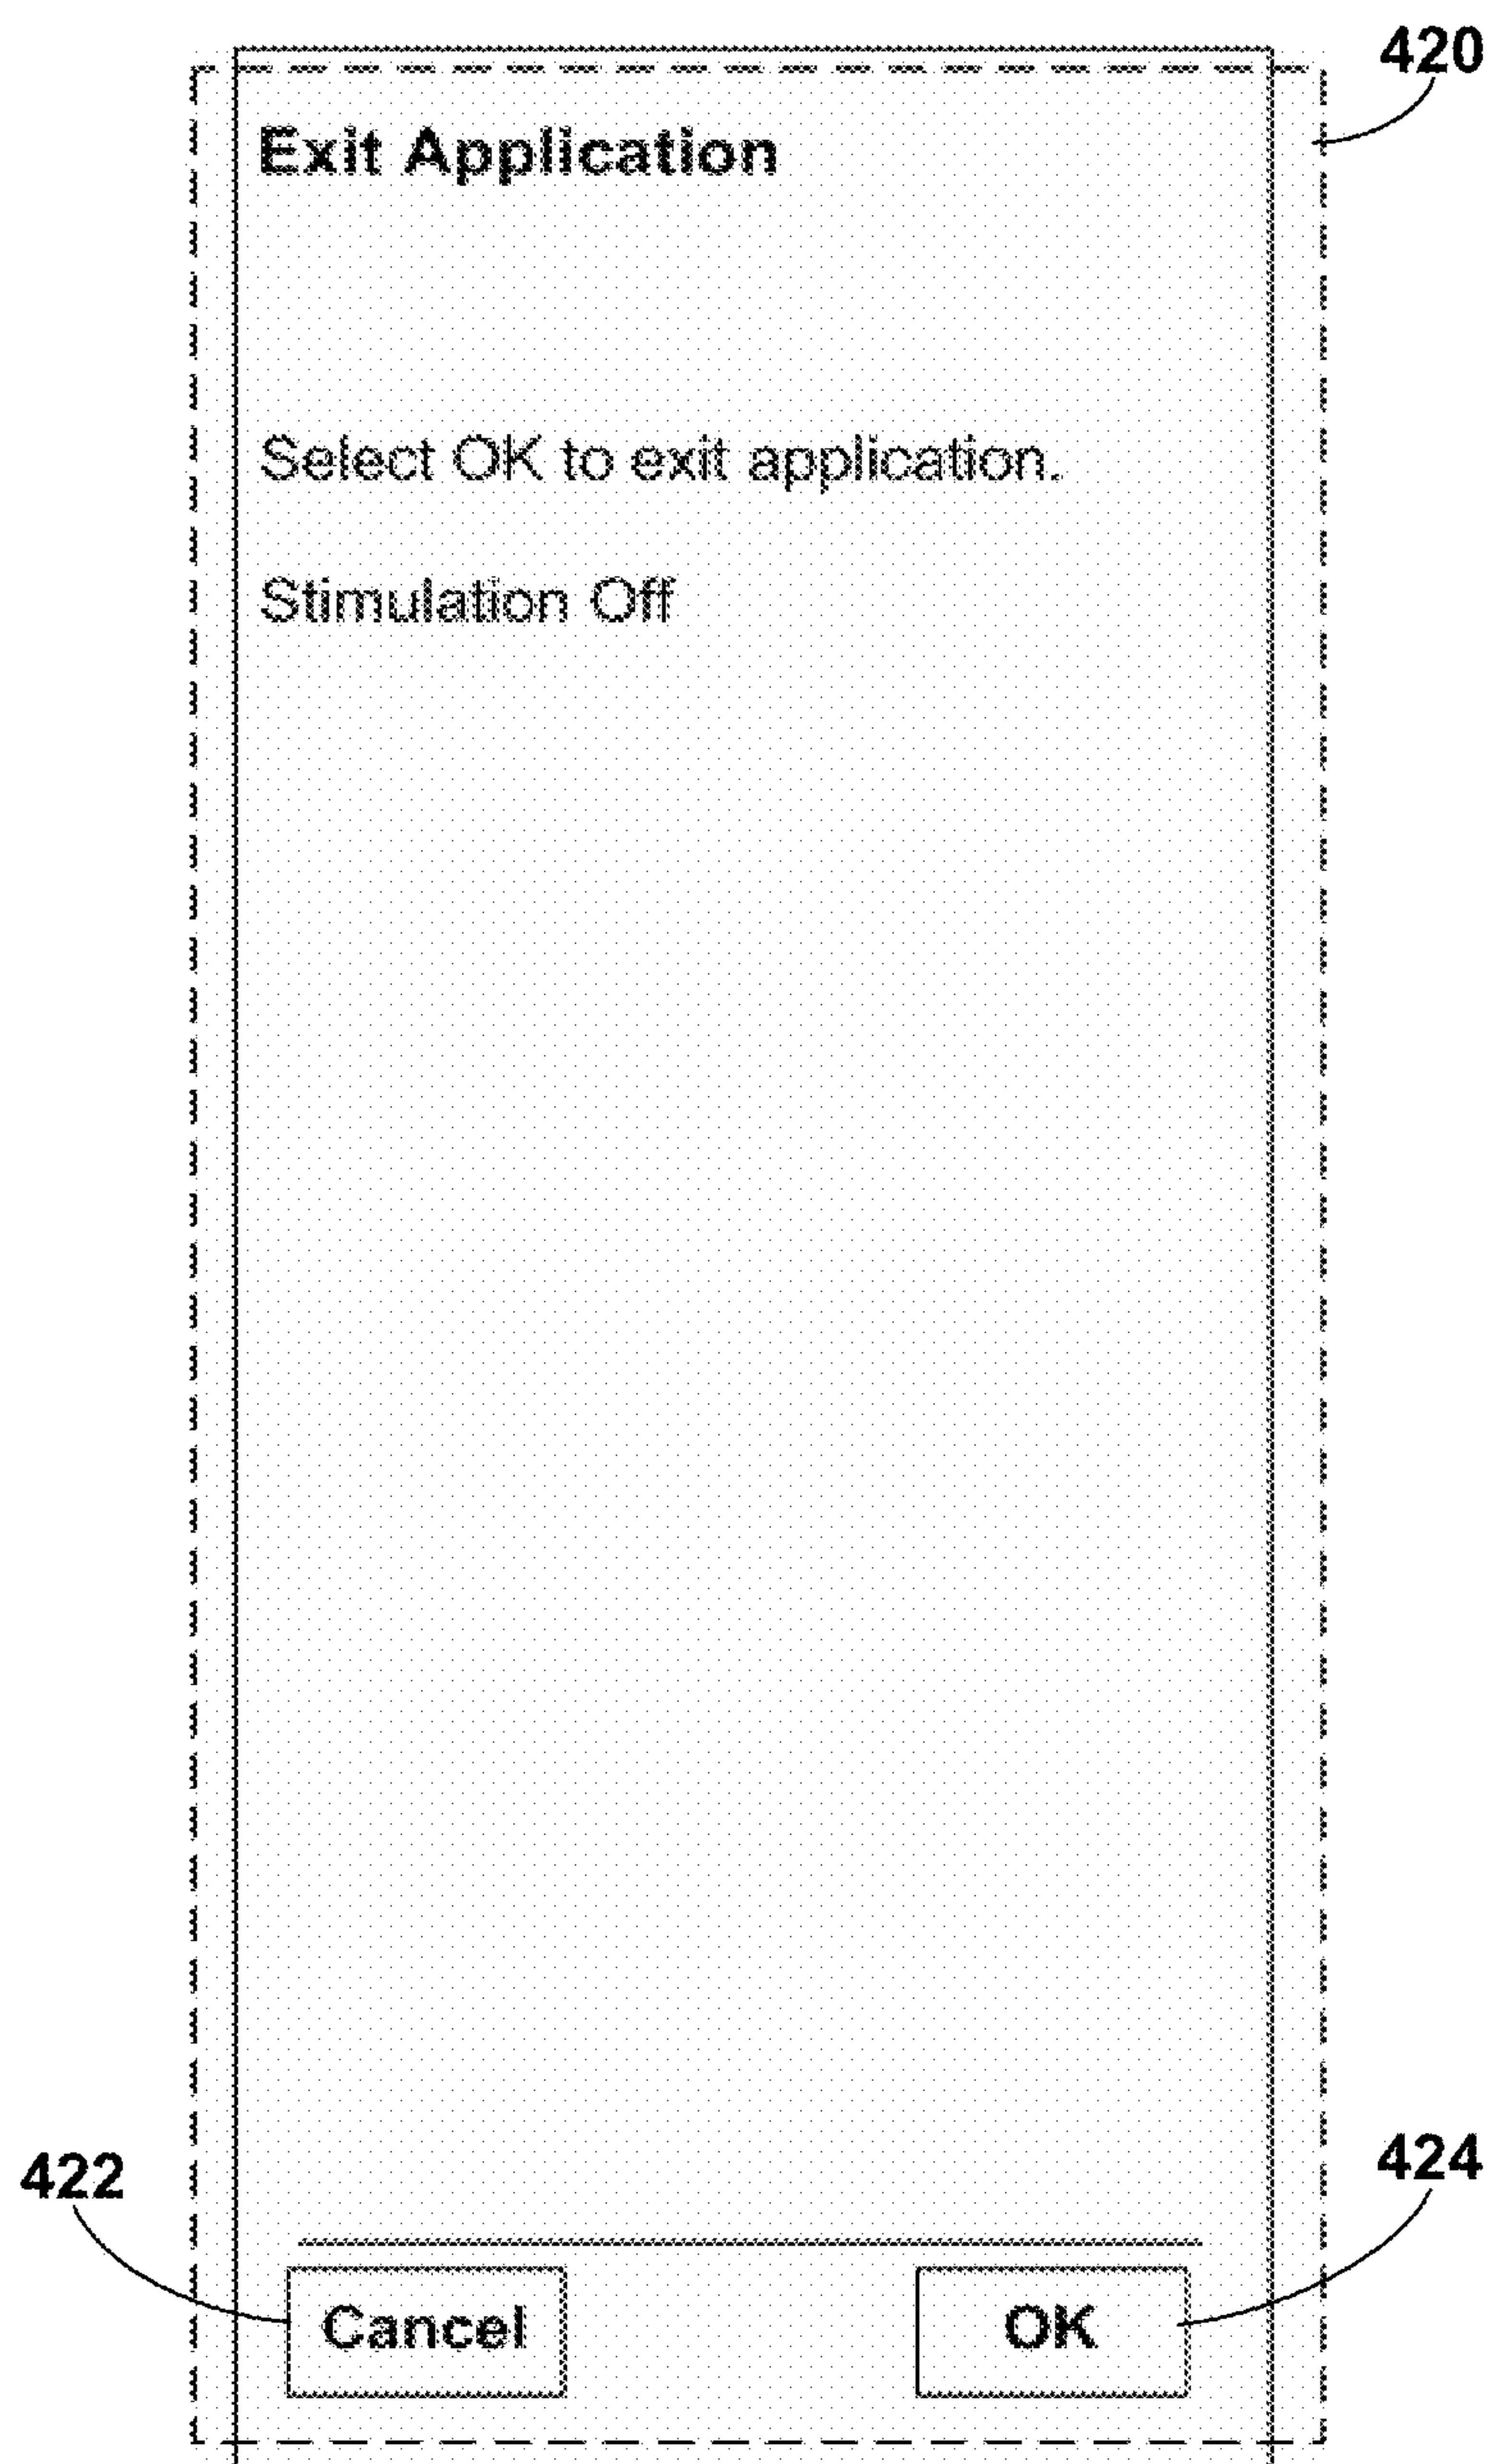 420
Exit Application
Select OK to exit application.
Stimulation Off
422
424
Cancel
OK